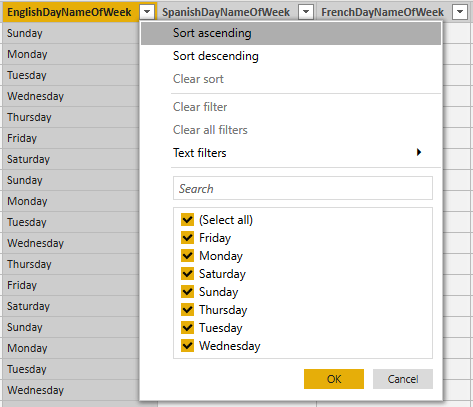 EnglishDayNameOfWeek SpanishDayNameOfWeek FrenchDayNameOfWeek
Sunday
Monday
Tuesday
Wednesday
Thursday
Friday
Saturday
Sunday
Monday
Tuesday
Wednesday
Thursday
Friday
Saturday
Sunday
Monday
Tuesday
Wednesday
Sort ascending
Sort descending
Clear sort
Clear filter
Clear all filters
Text filters
Search
(Select all)
Friday
Monday
Saturday
Sunday
Thursday
Tuesday
Wednesday
OK Cancel